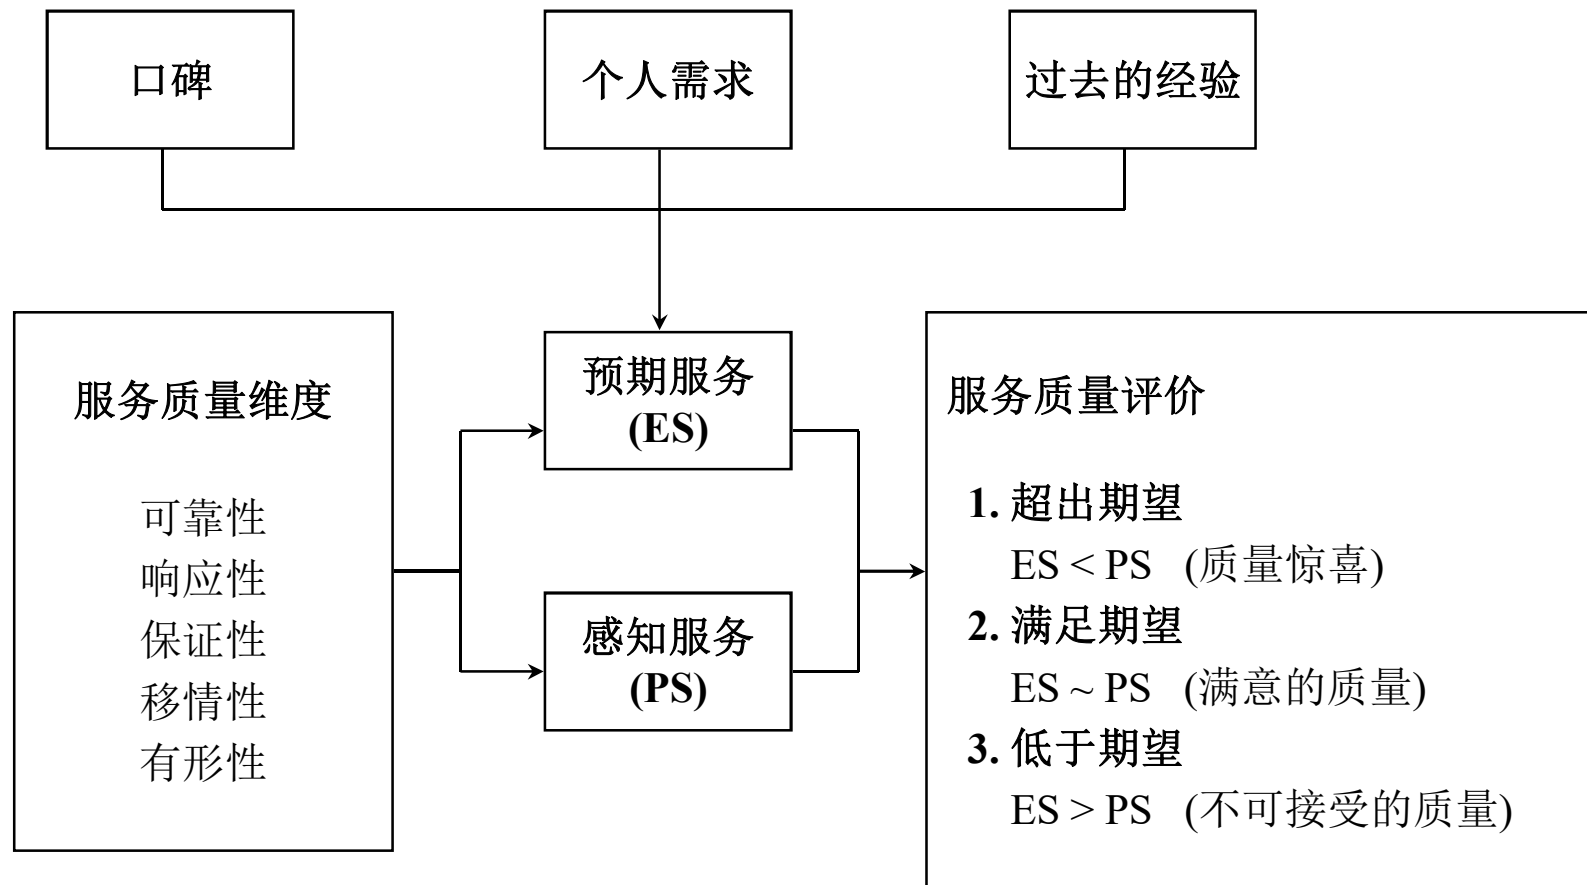 口碑
个人需求
过去的经验
服务质量维度
可靠性
响应性
保证性
移情性
有形性
预期服务
(ES)
感知服务
(PS)
服务质量评价
1. 超出期望
ES < PS (质量惊喜)
2. 满足期望
ES ~ PS (满意的质量)
3. 低于期望
ES > PS (不可接受的质量)